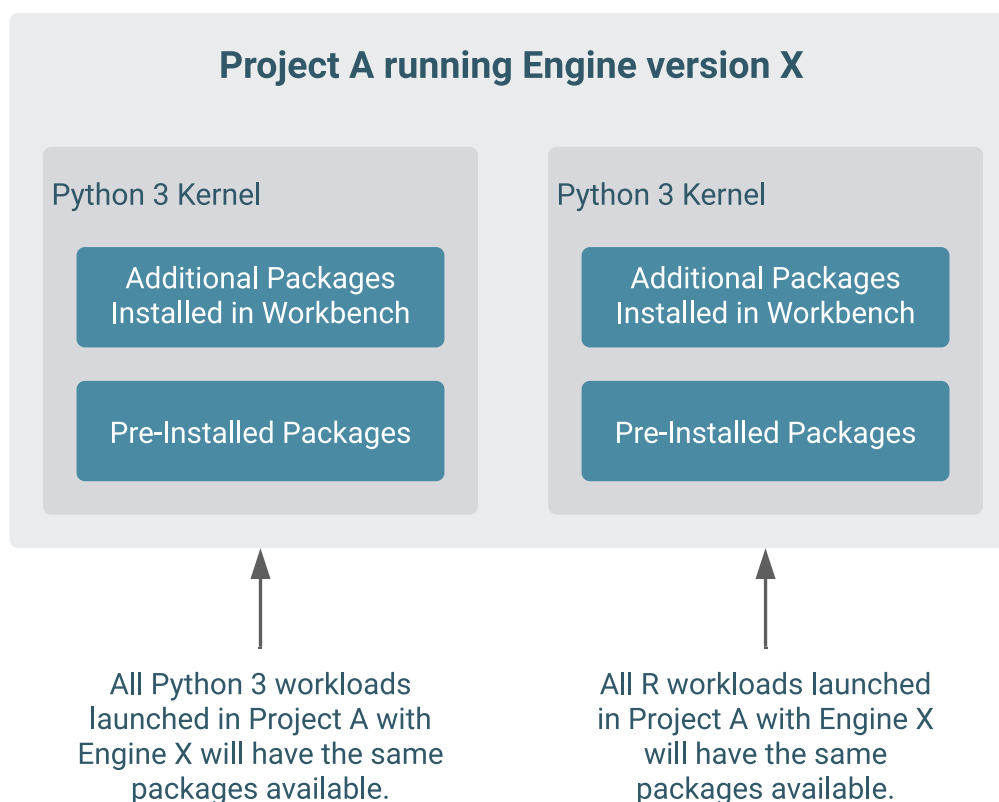 Project A running Engine version X
Python 3 Kernel
Additional Packages
Installed in Workbench
Pre-Installed Packages
Python 3 Kernel
Additional Packages
Installed in Workbench
Pre-Installed Packages
All Python 3 workloads
launched in Project A with
Engine X will have the same
packages available.
All R workloads launched
in Project A with Engine X
will have the same
packages available.